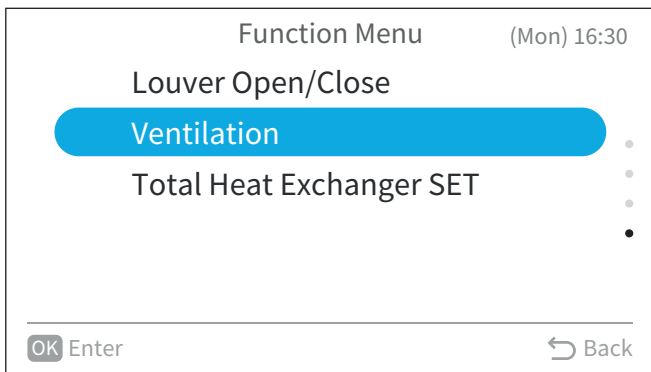 Function Menu (Mon) 16:30
Louver Open/Close
Ventilation
Total Heat Exchanger SET
OK Enter Back